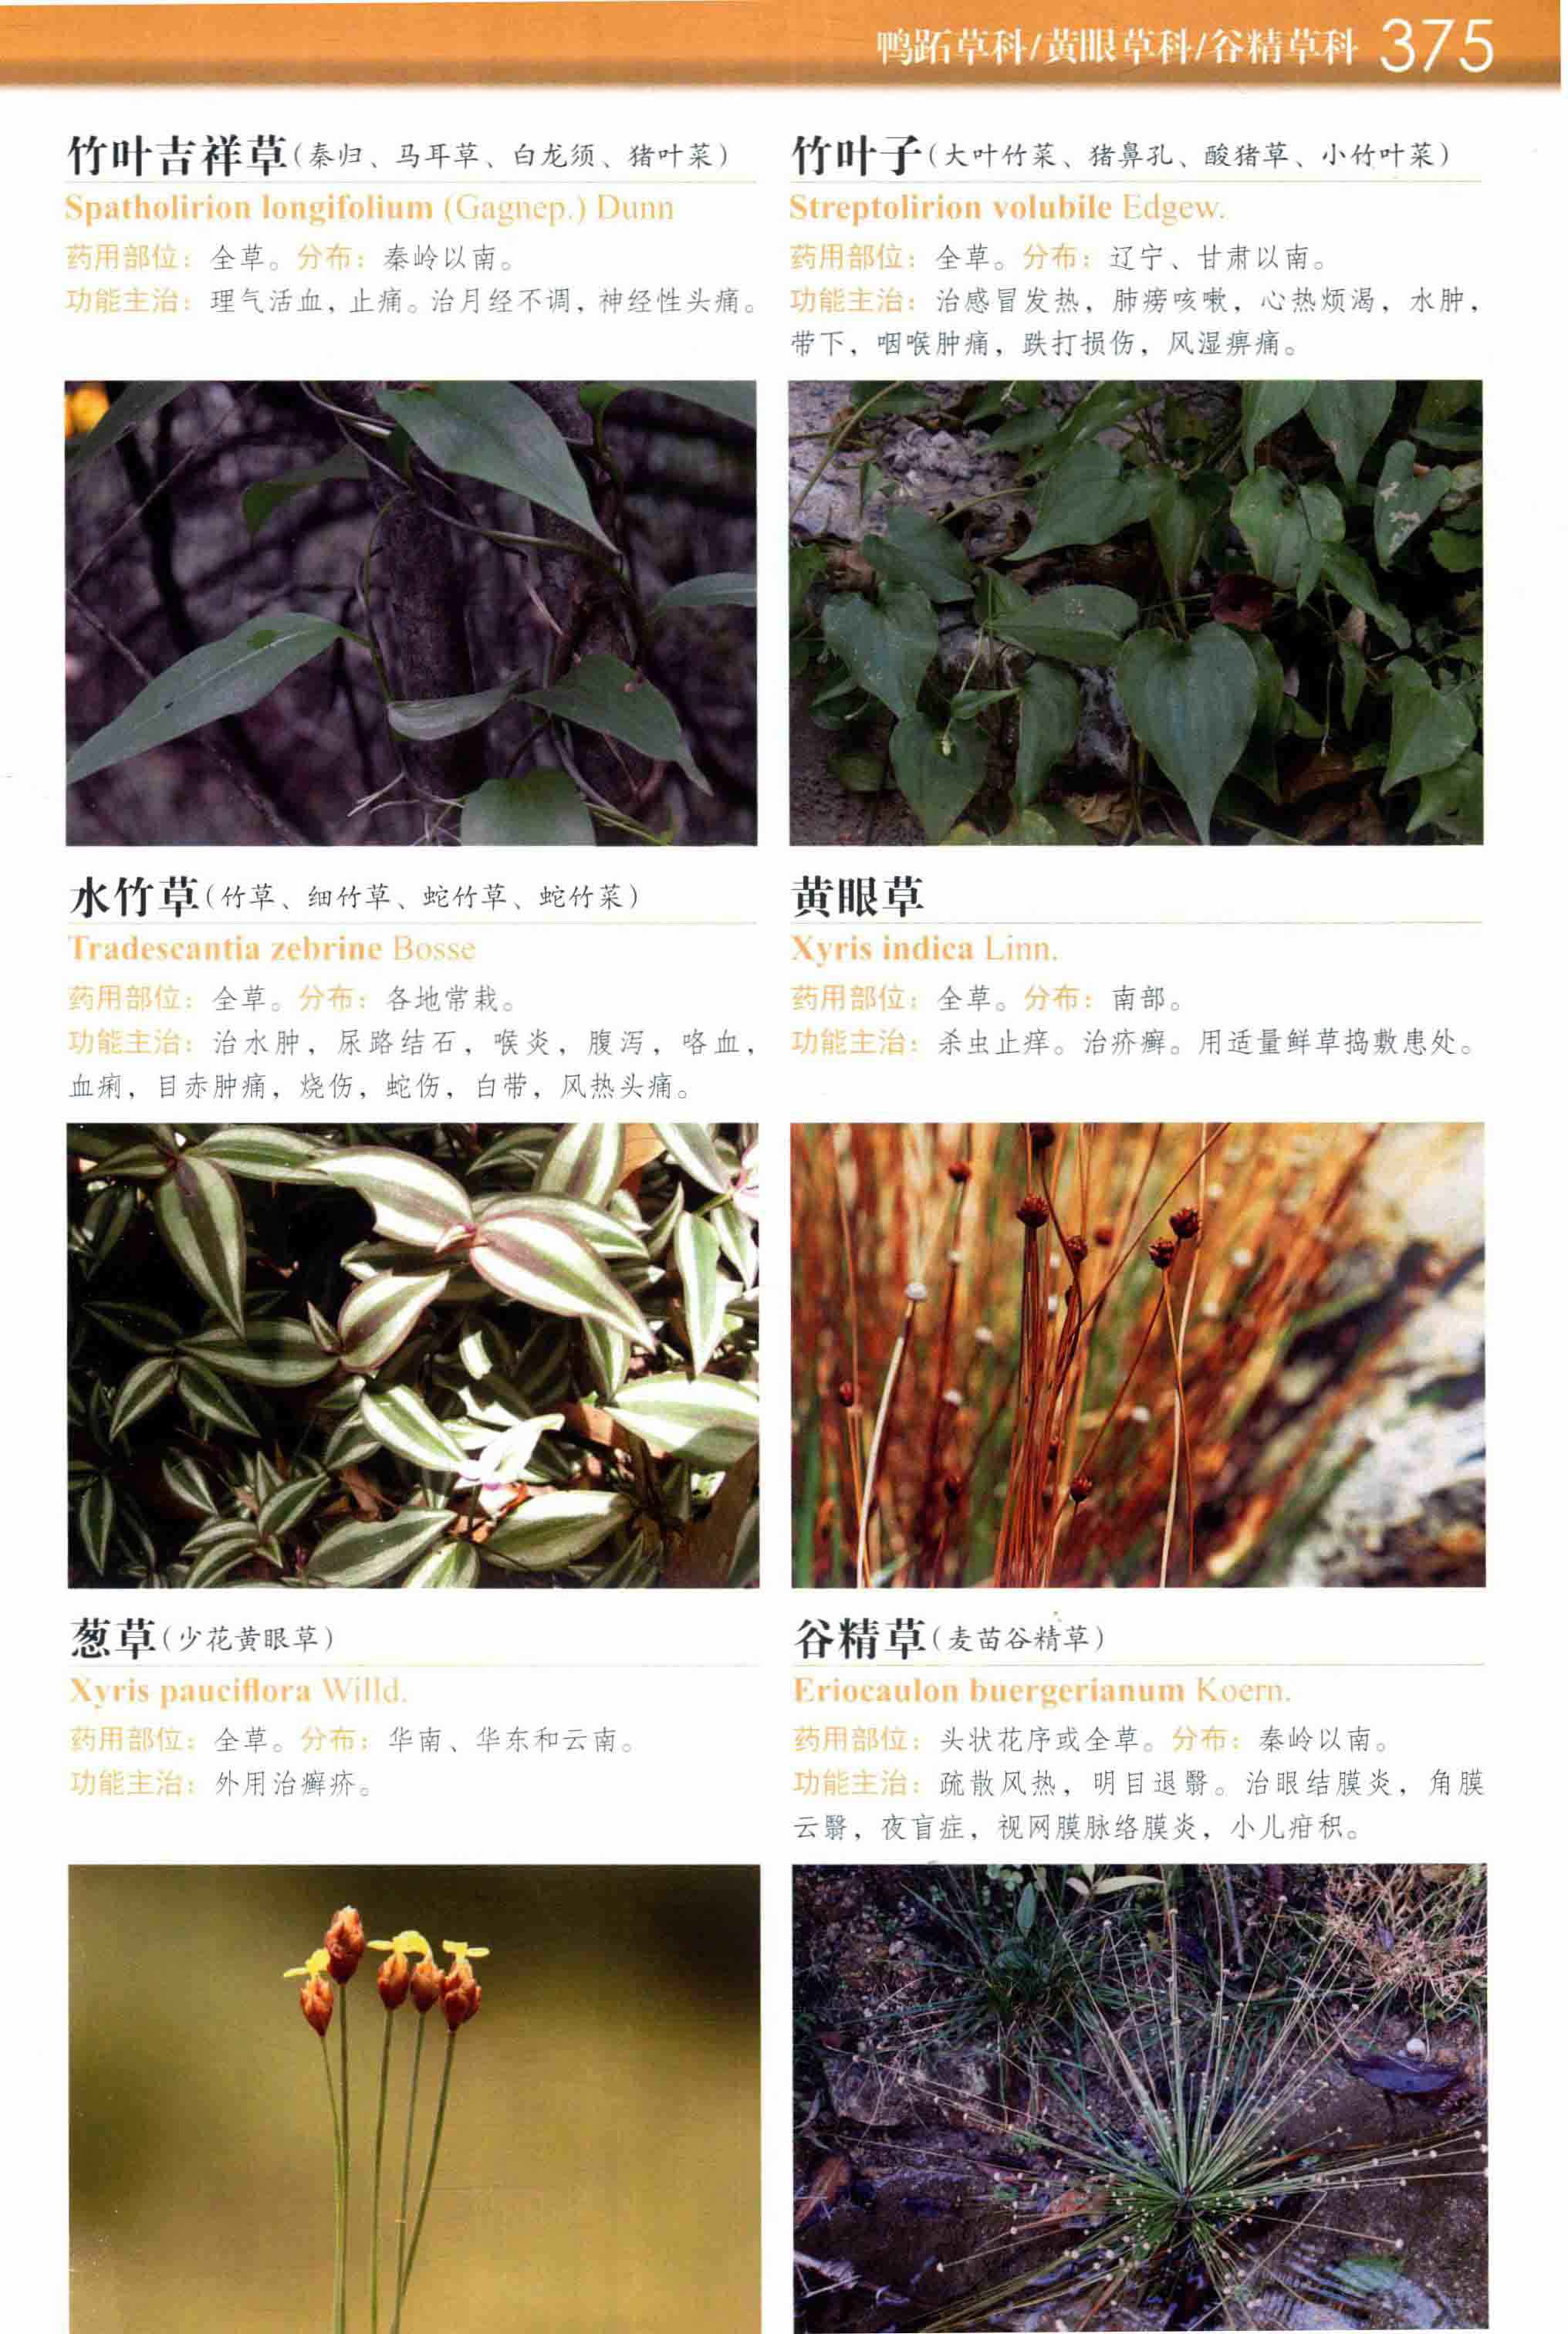 鸭跖草科/黄眼草科/谷精草科 375
竹叶吉祥草(秦归、马耳草、白龙须、猪叶菜)
Spatholirion longifolium (Gagnep.) Dunn
药用部位：全草。分布：秦岭以南。
功能主治：理气活血，止痛。治月经不调，神经性头痛。
竹叶子(大叶竹菜、猪鼻孔、酸猪草、小竹叶菜)
Streptolirion volubile Edgew.
药用部位：全草。分布：辽宁、甘肃以南。
功能主治：治感冒发热，肺痨咳嗽，心热烦渴，水肿，
带下，咽喉肿痛，跌打损伤，风湿痹痛。
水竹草(竹草、细竹草、蛇竹草、蛇竹菜)
Tradescantia zebrine Bosse
药用部位：全草。分布：各地常栽。
功能主治：治水肿，尿路结石，喉炎，腹泻，咯血，
血痢，目赤肿痛，烧伤，蛇伤，白带，风热头痛。
黄眼草
Xyris indica Linn.
药用部位：全草。分布：南部。
功能主治：杀虫止痒。治疥癣。用适量鲜草捣敷患处。
葱草(少花黄眼草)
Xyris pauciflora Willd.
药用部位：全草。分布：华南、华东和云南。
功能主治：外用治癣疥。
谷精草(麦苗谷精草)
Eriocaulon buergerianum Koern.
药用部位：头状花序或全草。分布：秦岭以南。
功能主治：疏散风热，明目退翳。治眼结膜炎，角膜
云翳，夜盲症，视网膜脉络膜炎，小儿疳积。